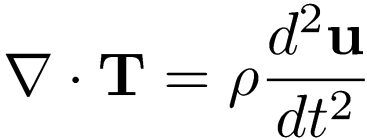 ∇ · 𝐓 = ρ d²𝐮/dt²